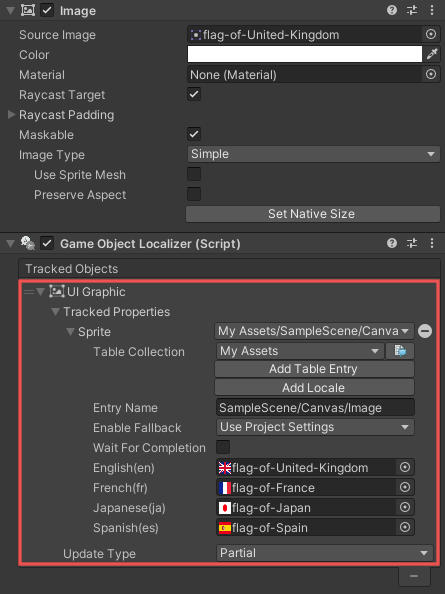 Image
Source Image flag-of-United-Kingdom
Color
Material None (Material)
Raycast Target
Raycast Padding
Maskable
Image Type Simple
Use Sprite Mesh
Preserve Aspect
Set Native Size
Game Object Localizer (Script)
Tracked Objects
UI Graphic
Tracked Properties
Sprite My Assets/SampleScene/Canva
Table Collection My Assets
Add Table Entry
Add Locale
Entry Name SampleScene/Canvas/Image
Enable Fallback Use Project Settings
Wait For Completion
English(en) flag-of-United-Kingdom
French(fr) flag-of-France
Japanese(ja) flag-of-Japan
Spanish(es) flag-of-Spain
Update Type Partial